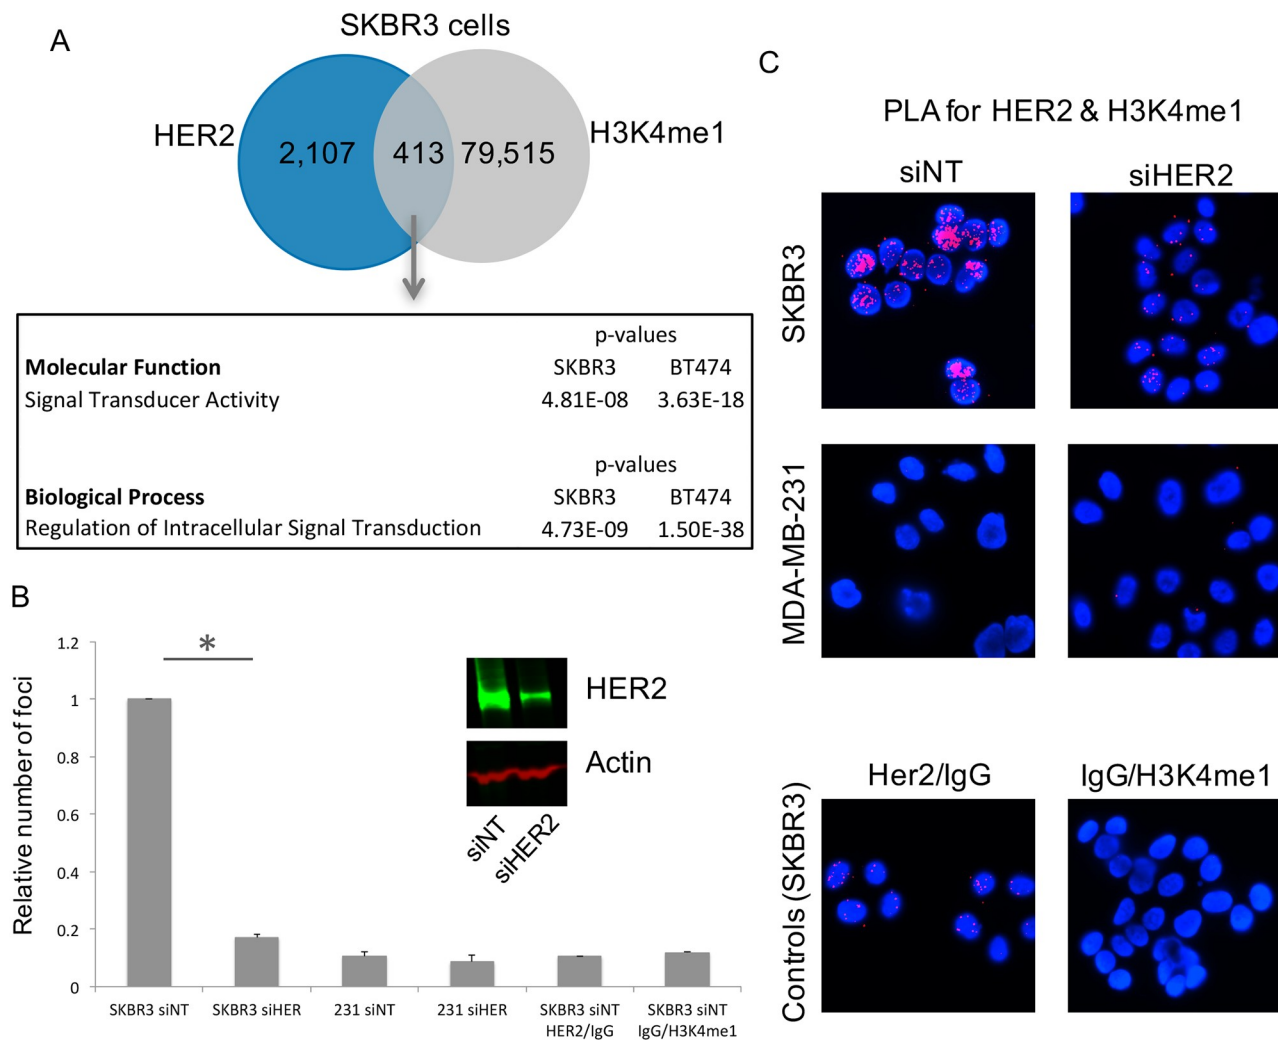 A
SKBR3 cells
HER2
2,107
413
79,515
H3K4me1
p-values
Molecular Function
SKBR3
BT474
Signal Transducer Activity
4.81E-08
3.63E-18
p-values
Biological Process
SKBR3
BT474
Regulation of Intracellular Signal Transduction
4.73E-09
1.50E-38
B
Relative number of foci
1.2
1
0.8
0.6
0.4
0.2
0
*
HER2
Actin
siNT
siHER2
SKBR3 siNT
SKBR3 siHER
231 siNT
231 siHER
SKBR3 siNT
HER2/IgG
SKBR3 siNT
IgG/H3K4me1
C
PLA for HER2 & H3K4me1
siNT
siHER2
SKBR3
MDA-MB-231
Her2/IgG
IgG/H3K4me1
Controls (SKBR3)